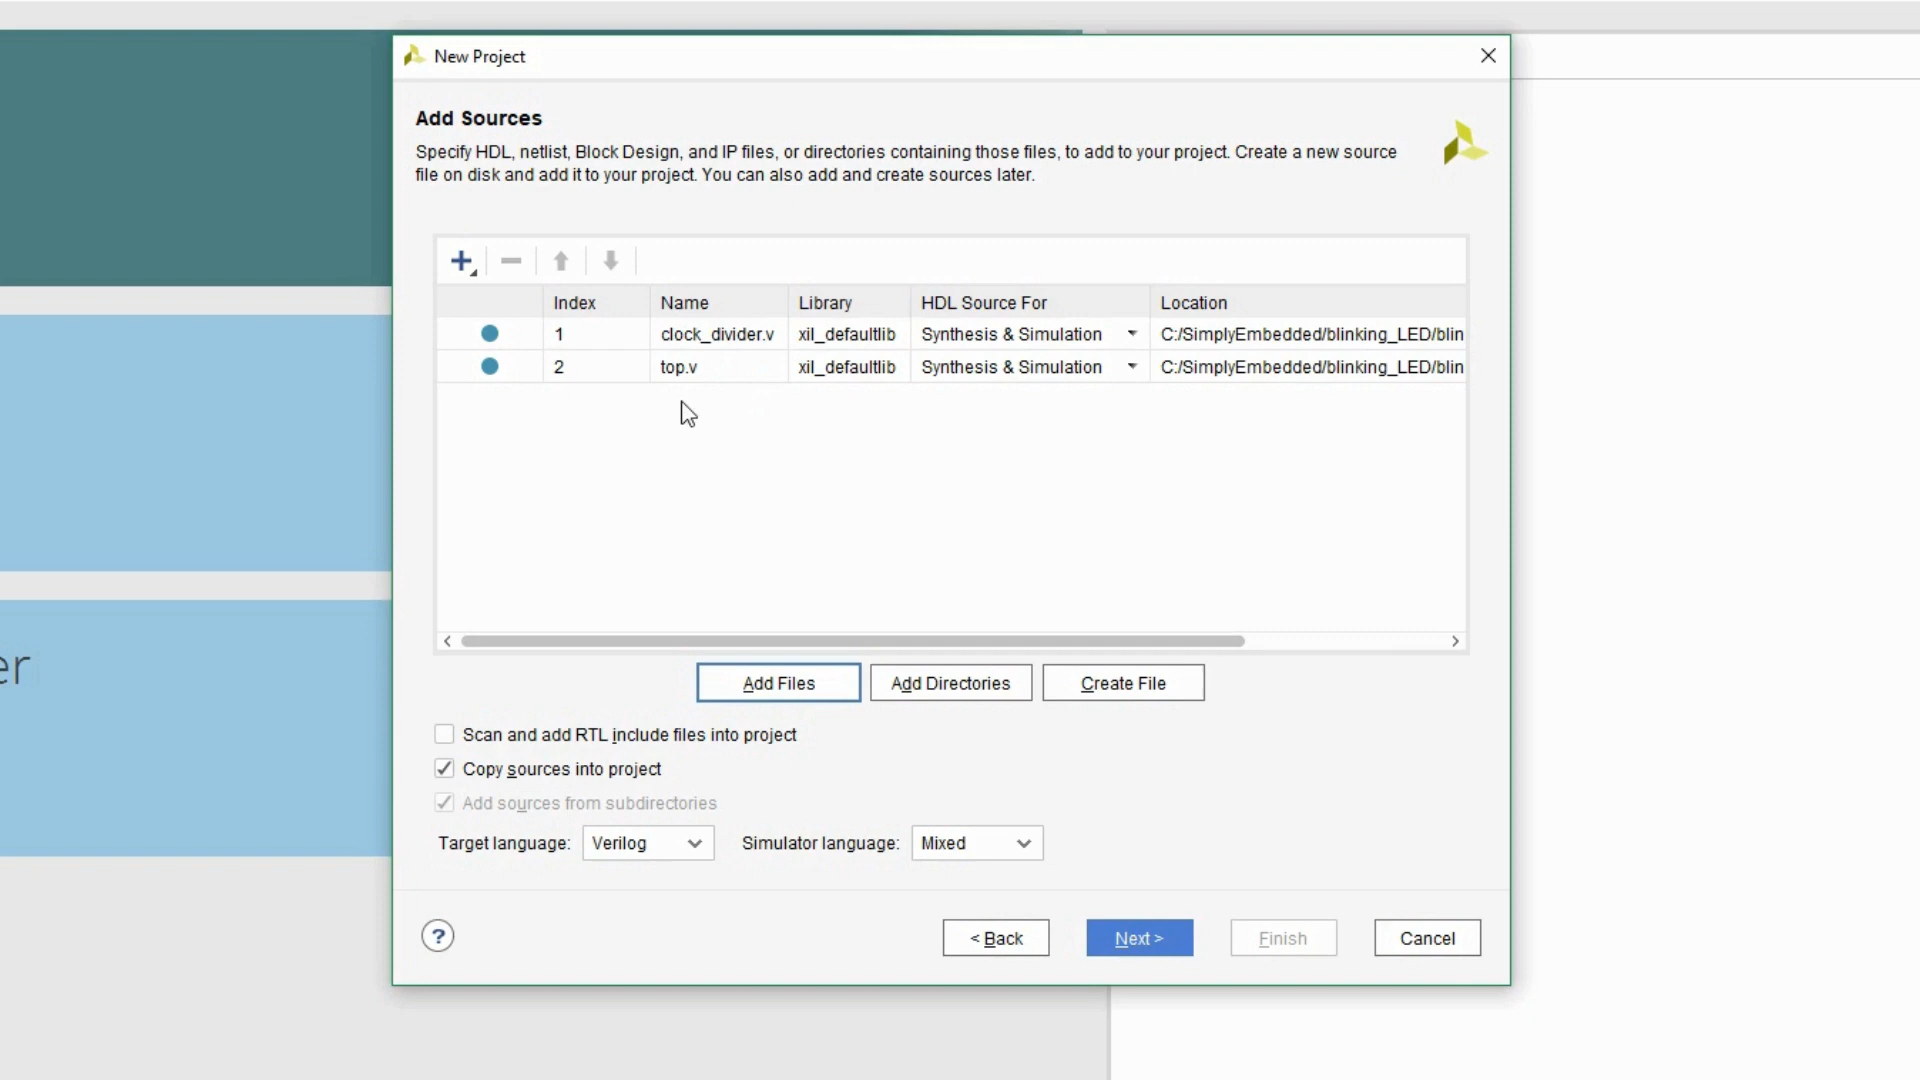 New Project
Add Sources
Specify HDL, netlist, Block Design, and IP files, or directories containing those files, to add to your project. Create a new source
file on disk and add it to your project. You can also add and create sources later.
Index Name Library HDL Source For Location
1 clock_divider.v xil_defaultlib Synthesis & Simulation C:/SimplyEmbedded/blinking_LED/blin
2 top.v xil_defaultlib Synthesis & Simulation C:/SimplyEmbedded/blinking_LED/blin
er
Add Files Add Directories Create File
Scan and add RTL include files into project
Copy sources into project
Add sources from subdirectories
Target language: Verilog Simulator language: Mixed
? < Back Next > Finish Cancel